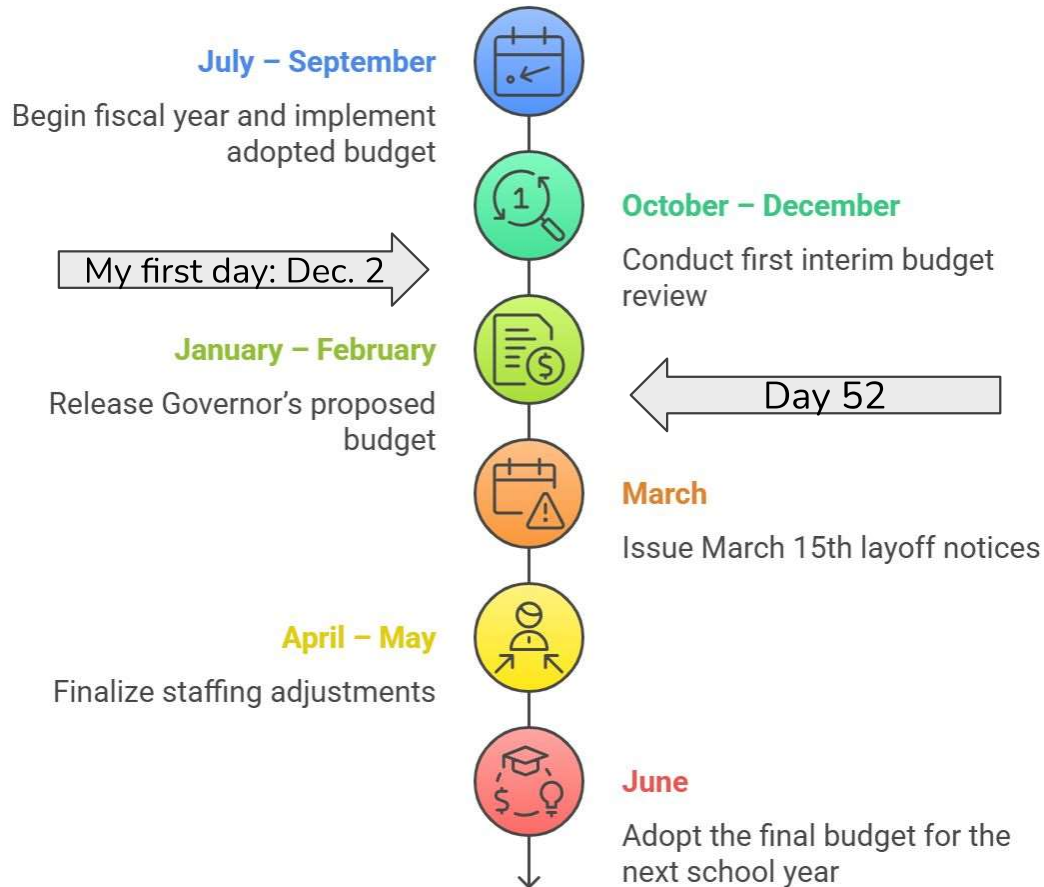 July – September
Begin fiscal year and implement
adopted budget
1
October – December
Conduct first interim budget
review
My first day: Dec. 2
January – February
Release Governor’s proposed
budget
$
Day 52
March
Issue March 15th layoff notices
April – May
Finalize staffing adjustments
$
June
Adopt the final budget for the
next school year